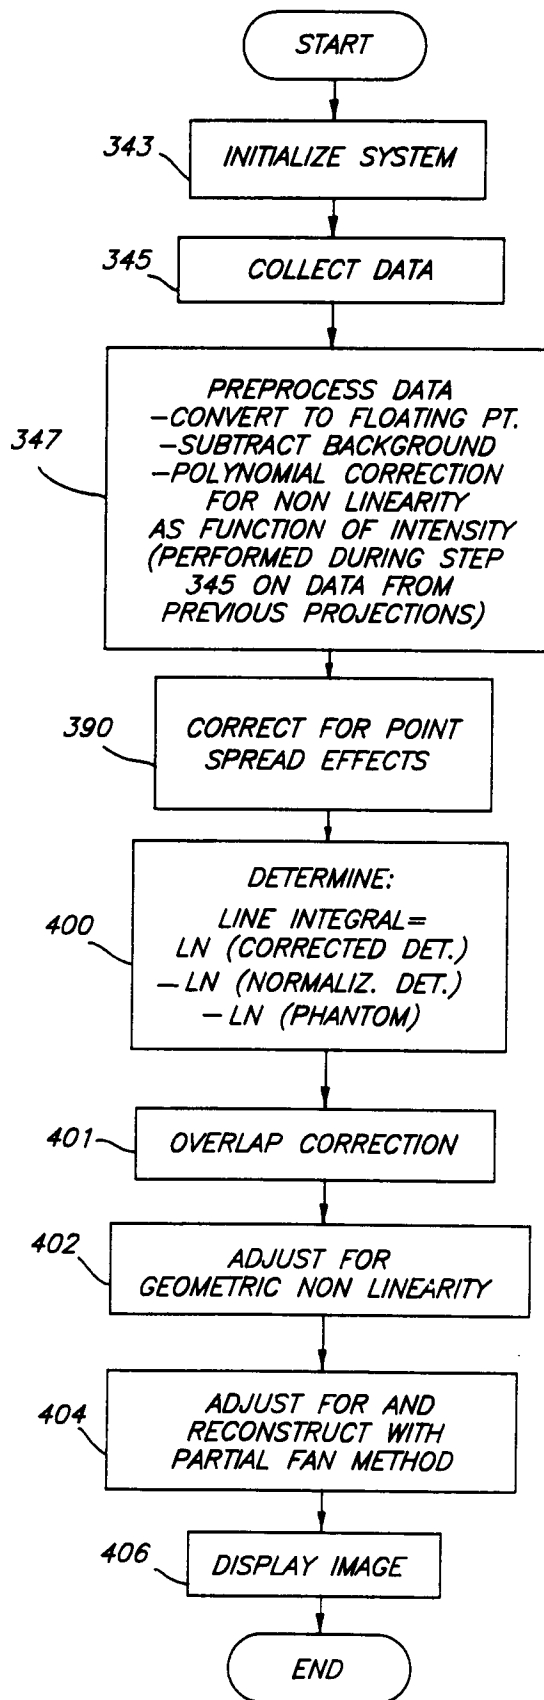 START
343
INITIALIZE SYSTEM
345
COLLECT DATA
347
PREPROCESS DATA
-CONVERT TO FLOATING PT.
-SUBTRACT BACKGROUND
-POLYNOMIAL CORRECTION
FOR NON LINEARITY
AS FUNCTION OF INTENSITY
(PERFORMED DURING STEP
345 ON DATA FROM
PREVIOUS PROJECTIONS)
390
CORRECT FOR POINT
SPREAD EFFECTS
400
DETERMINE:
LINE INTEGRAL=
LN (CORRECTED DET.)
- LN (NORMALIZ. DET.)
- LN (PHANTOM)
401
OVERLAP CORRECTION
402
ADJUST FOR
GEOMETRIC NON LINEARITY
404
ADJUST FOR AND
RECONSTRUCT WITH
PARTIAL FAN METHOD
406
DISPLAY IMAGE
END